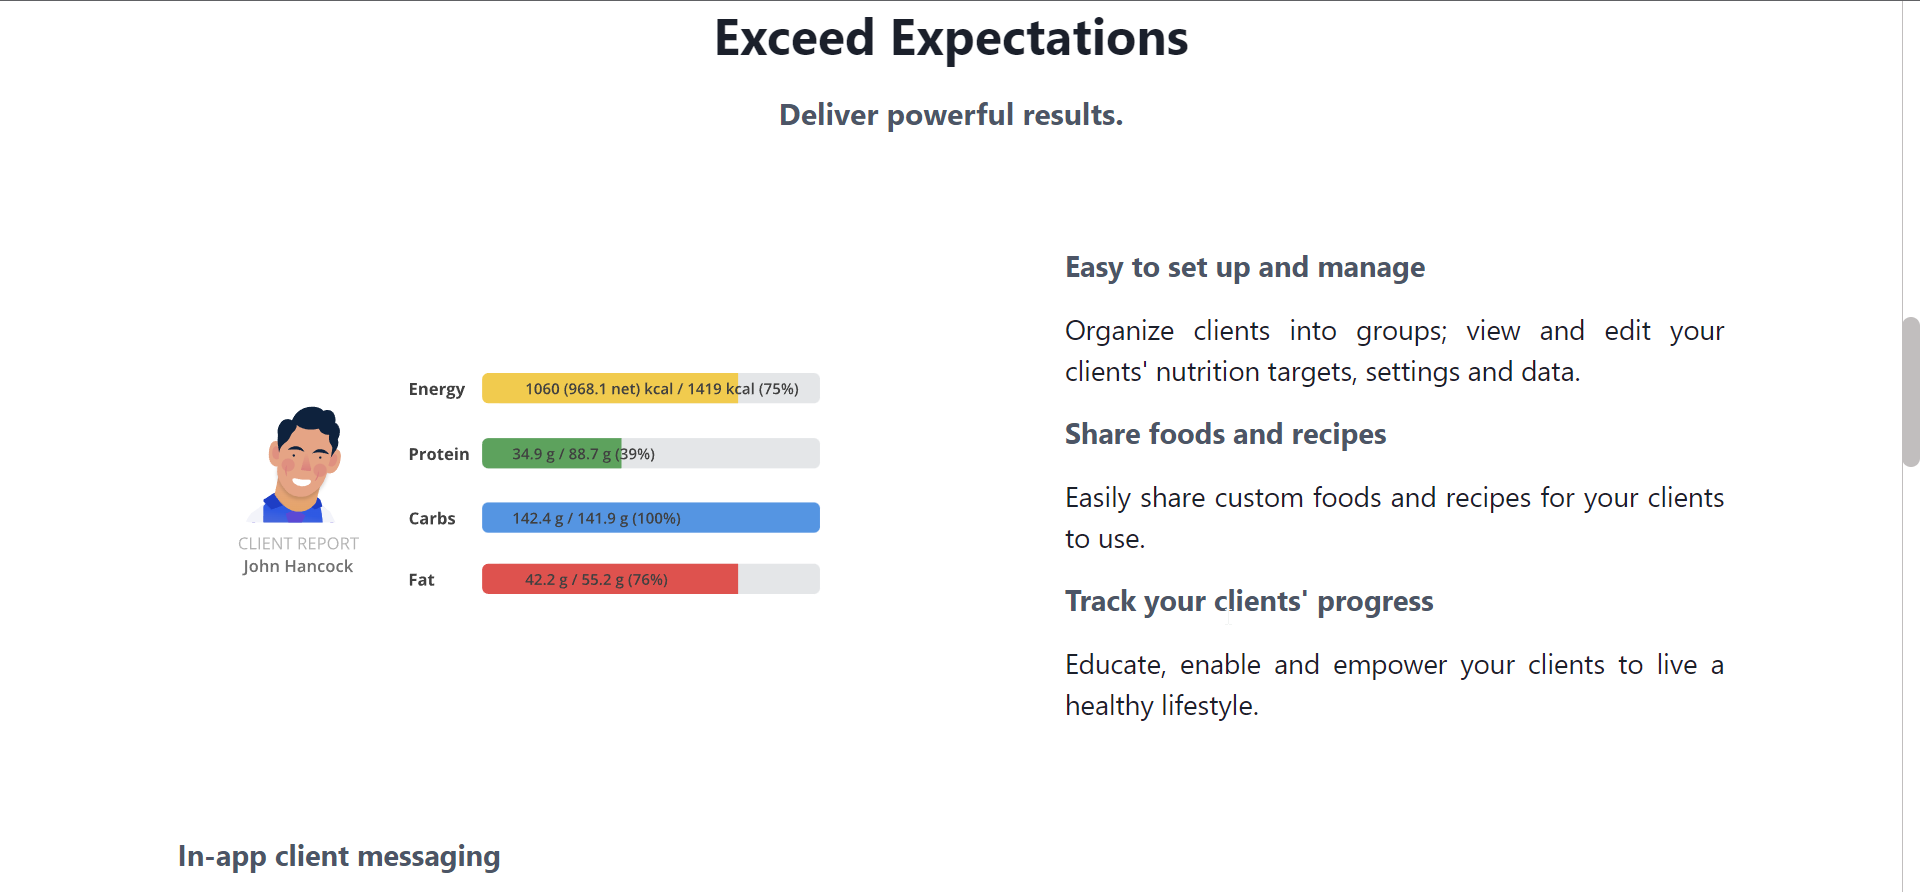 Exceed Expectations
Deliver powerful results.
Energy 1060 (968.1 net) kcal / 1419 kcal (75%)
Protein 34.9 g / 88.7 g (39%)
Carbs 142.4 g / 141.9 g (100%)
Fat 42.2 g / 55.2 g (76%)
CLIENT REPORT
John Hancock
Easy to set up and manage
Organize clients into groups; view and edit your
clients' nutrition targets, settings and data.
Share foods and recipes
Easily share custom foods and recipes for your clients
to use.
Track your clients' progress
Educate, enable and empower your clients to live a
healthy lifestyle.
In-app client messaging